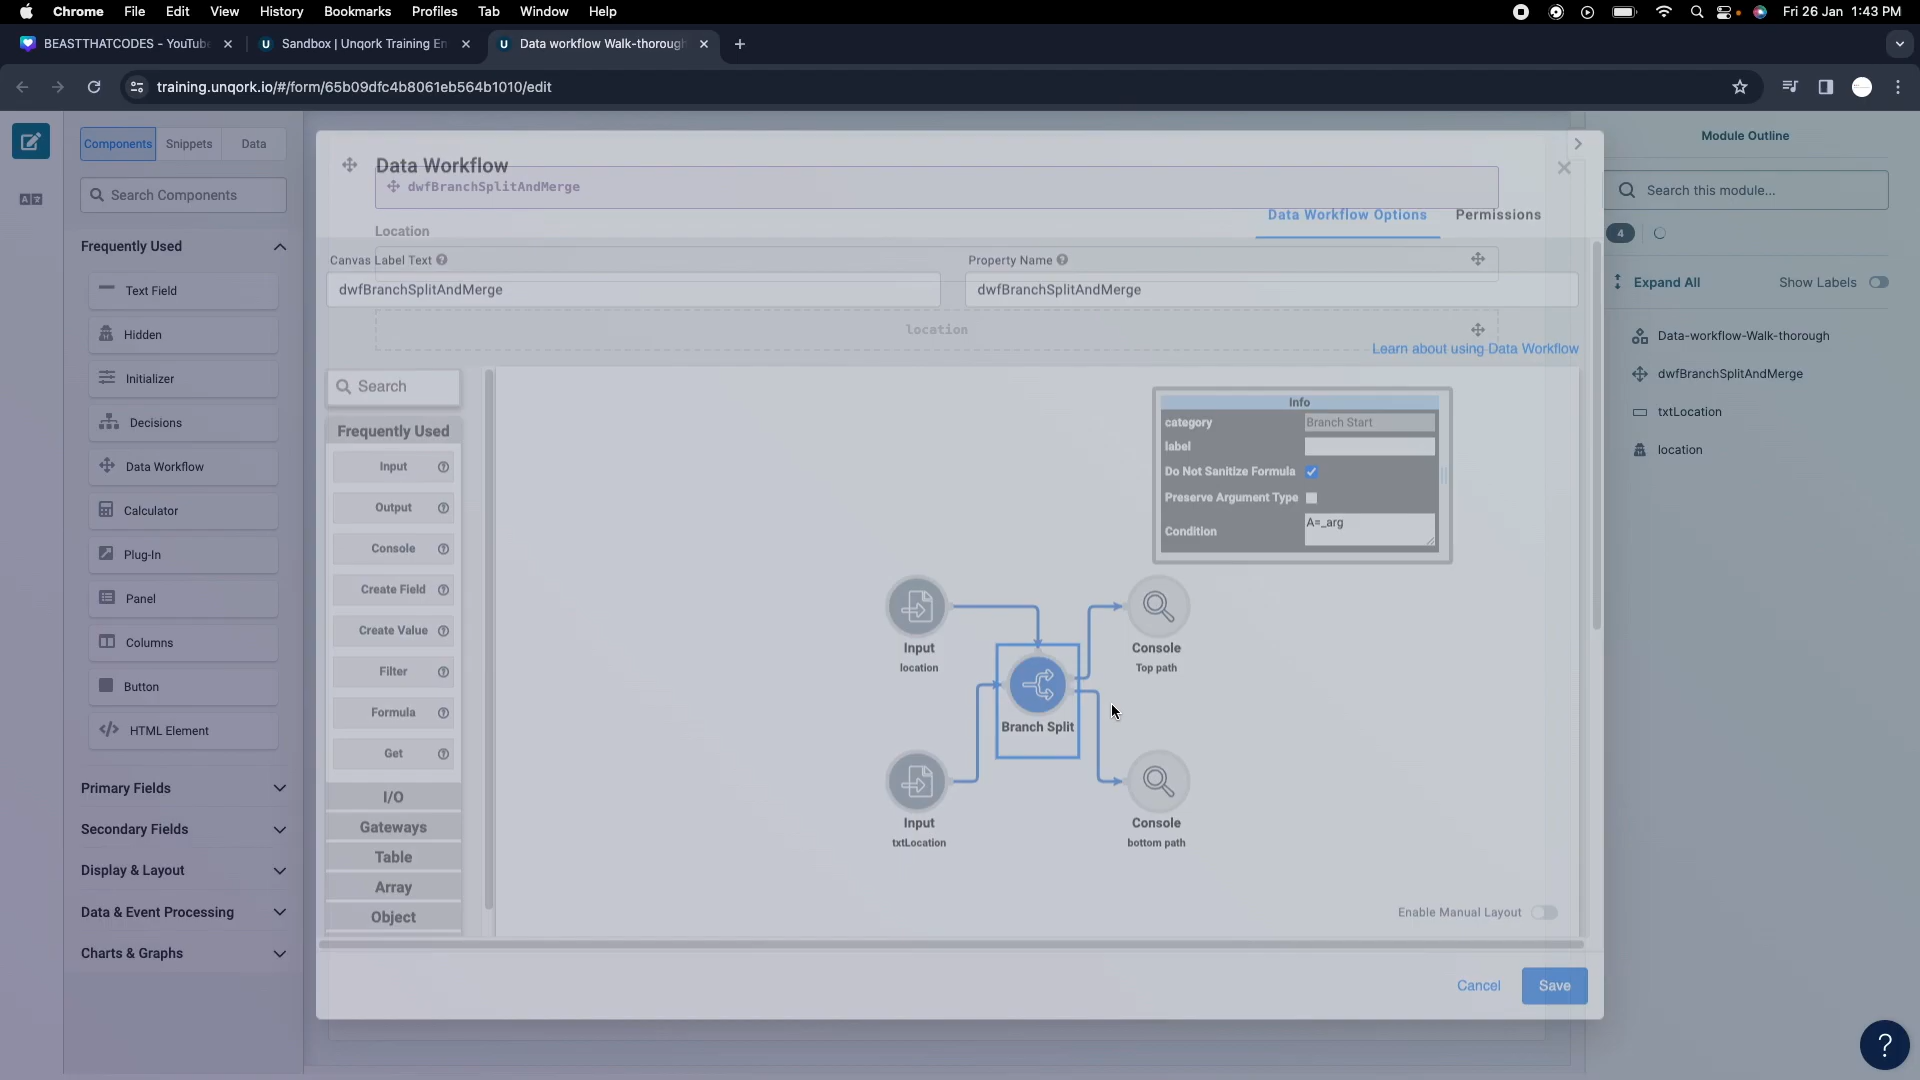 Chrome File Edit View History Bookmarks Profiles Tab Window Help Fri 26 Jan 1:43 PM
BEASTTHATCODES - YouTube Sandbox | Unqork Training En Data workflow Walk-thorough
training.unqork.io/#/form/65b09dfc4b8061eb564b1010/edit
Components Snippets Data
Search Components
Frequently Used
Text Field
Hidden
Initializer
Decisions
Data Workflow
Calculator
Plug-In
Panel
Columns
Button
HTML Element
Primary Fields
Secondary Fields
Display & Layout
Data & Event Processing
Charts & Graphs
Data Workflow
dwfBranchSplitAndMerge
Location
Data Workflow Options Permissions
Canvas Label Text
Property Name
dwfBranchSplitAndMerge
dwfBranchSplitAndMerge
location
Learn about using Data Workflow
Search
Frequently Used
Input
Output
Console
Create Field
Create Value
Filter
Formula
Get
I/O
Gateways
Table
Array
Object
Info
category Branch Start
label
Do Not Sanitize Formula
Preserve Argument Type
Condition A=_arg
Input
location
Console
Top path
Branch Split
Input
txtLocation
Console
bottom path
Enable Manual Layout
Cancel Save
Module Outline
Search this module...
4
Expand All Show Labels
Data-workflow-Walk-thorough
dwfBranchSplitAndMerge
txtLocation
location
?